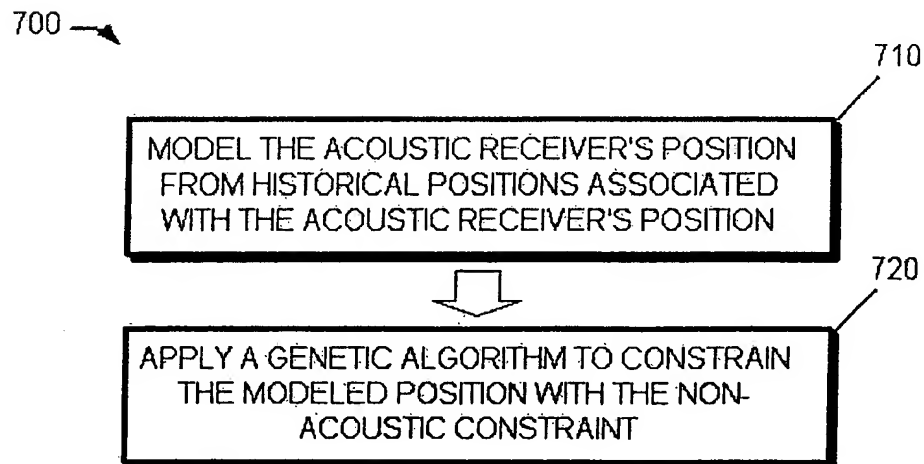 700
710
MODEL THE ACOUSTIC RECEIVER'S POSITION
FROM HISTORICAL POSITIONS ASSOCIATED
WITH THE ACOUSTIC RECEIVER'S POSITION
720
APPLY A GENETIC ALGORITHM TO CONSTRAIN
THE MODELED POSITION WITH THE NON-
ACOUSTIC CONSTRAINT